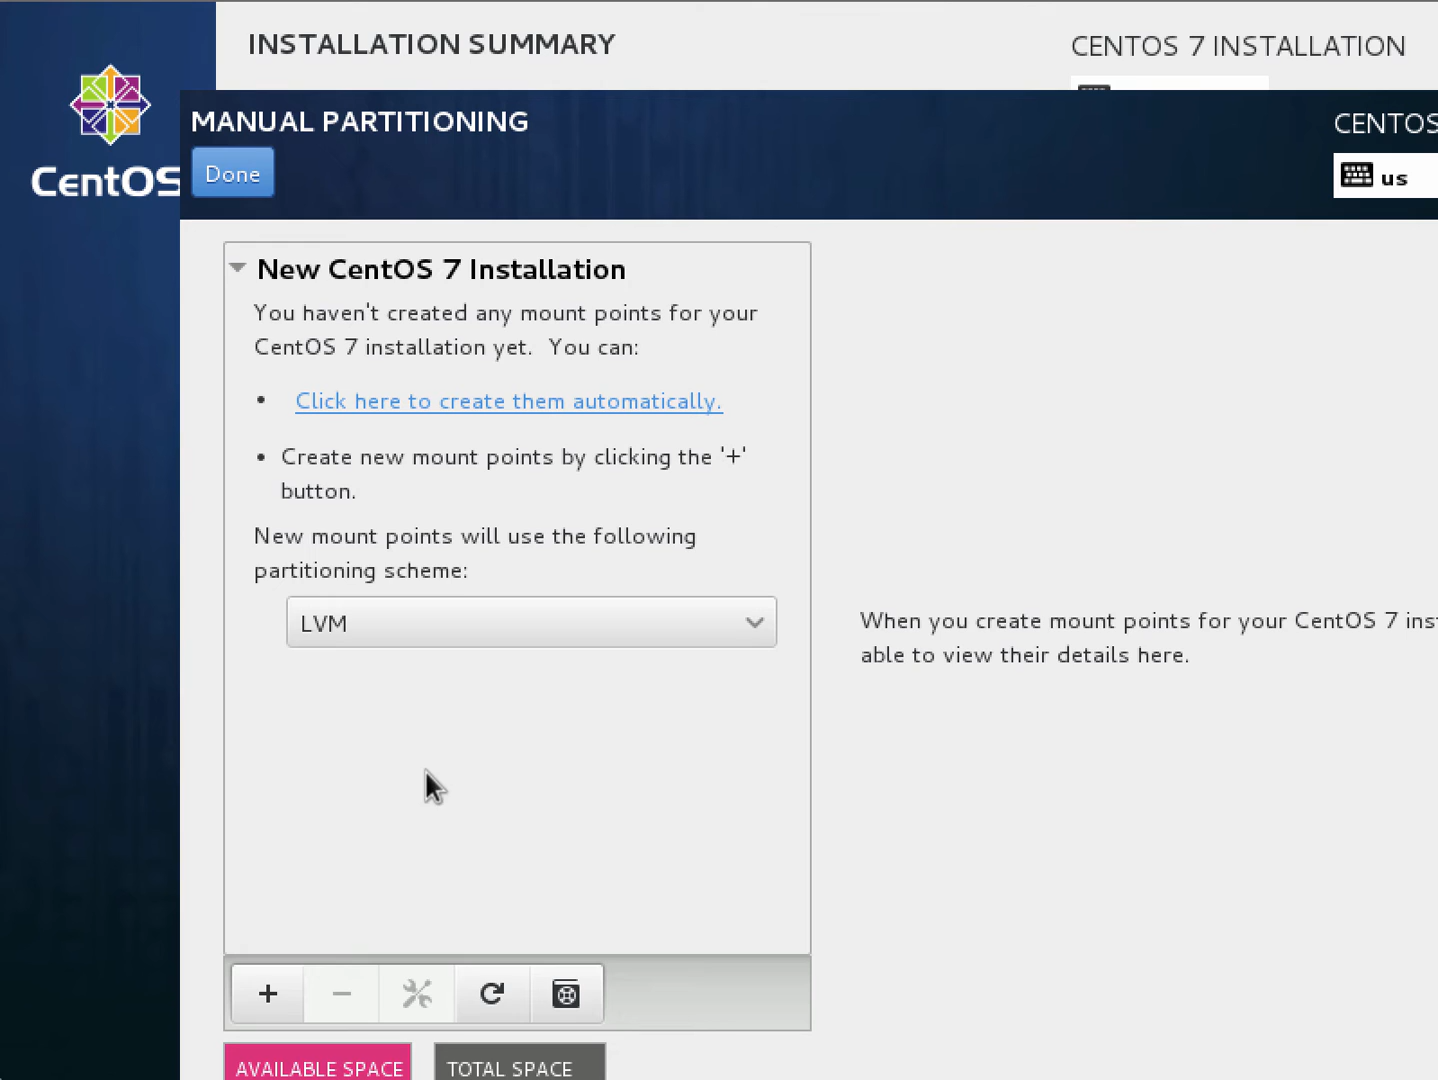 INSTALLATION SUMMARY
CENTOS 7 INSTALLATION
CentOS
MANUAL PARTITIONING
CENTOS
Done
us
New CentOS 7 Installation
You haven't created any mount points for your
CentOS 7 installation yet.  You can:
• Click here to create them automatically.
• Create new mount points by clicking the '+'
button.
New mount points will use the following
partitioning scheme:
LVM
When you create mount points for your CentOS 7 inst
able to view their details here.
AVAILABLE SPACE
TOTAL SPACE